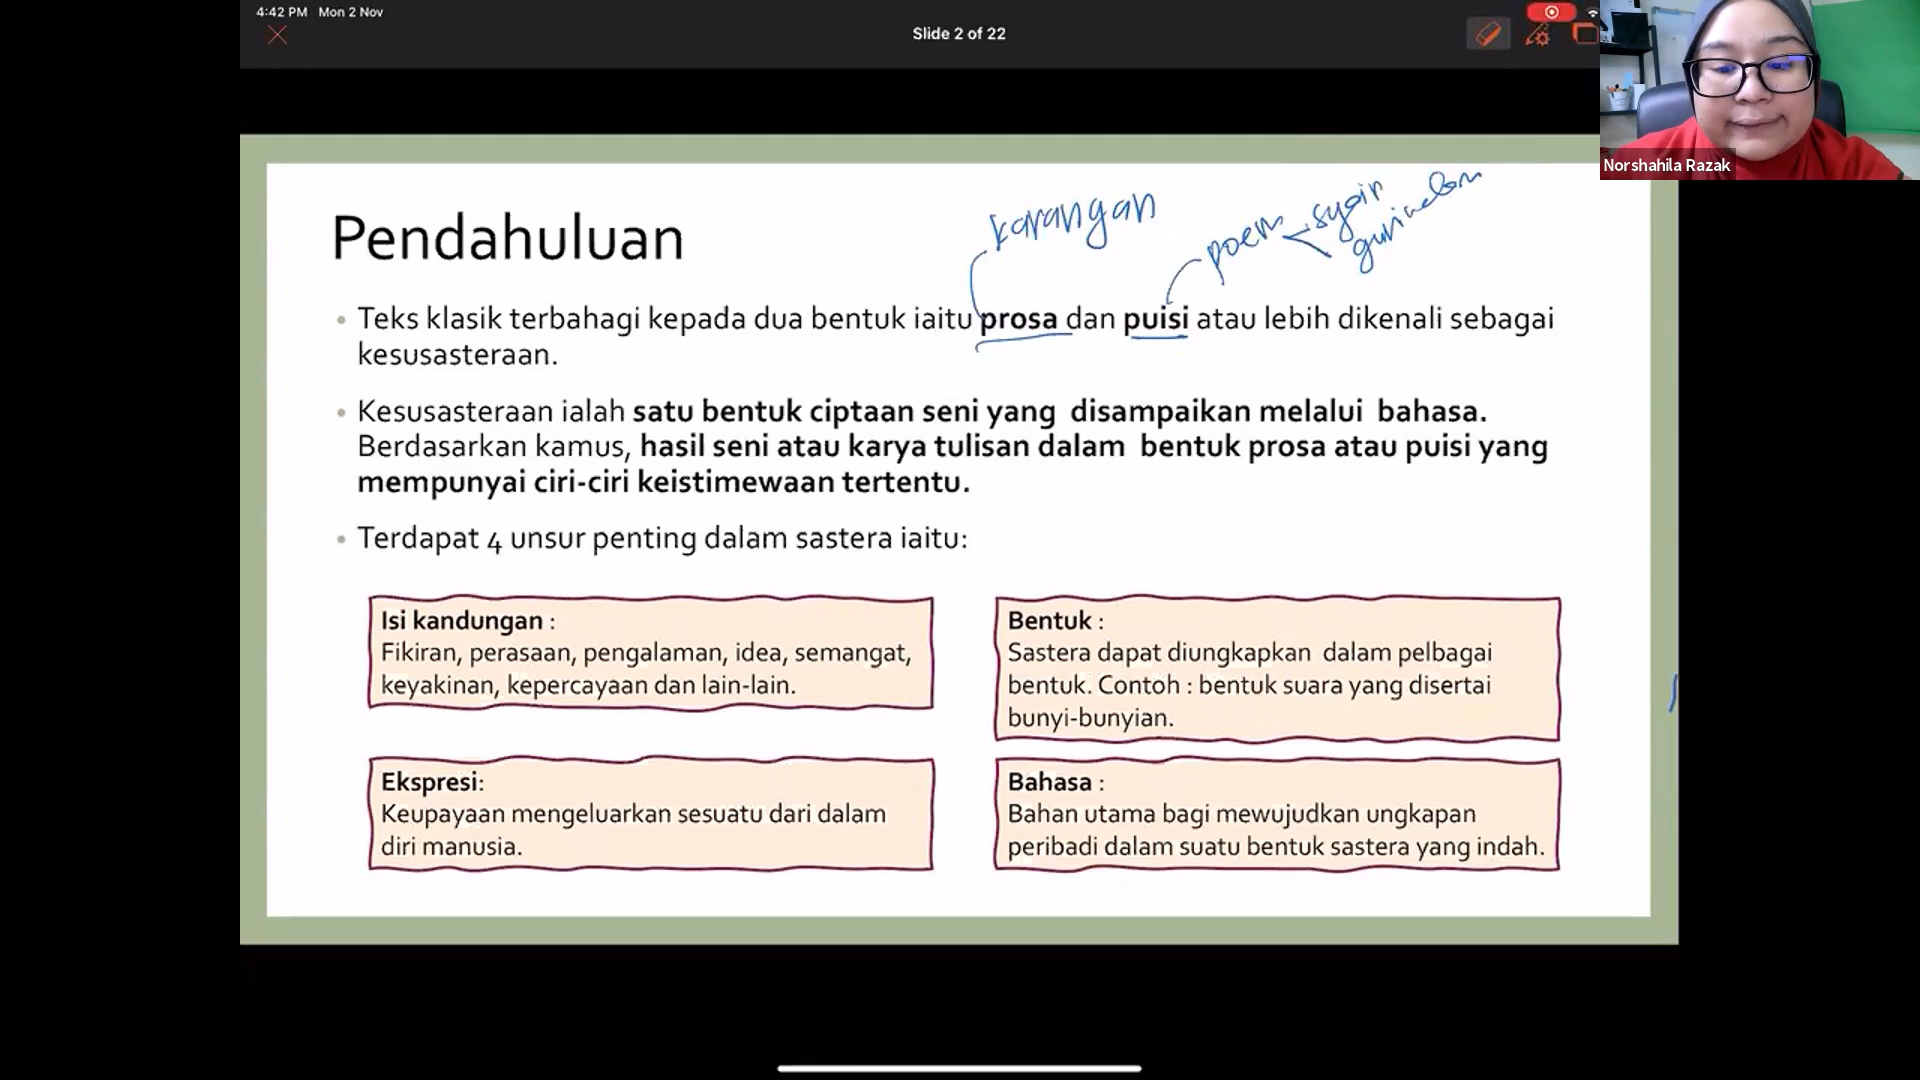 4:42 PM Mon 2 Nov
Slide 2 of 22
Norshahila Razak
karangan
poem < syair
gurindam
Pendahuluan
• Teks klasik terbahagi kepada dua bentuk iaitu prosa dan puisi atau lebih dikenali sebagai
kesusasteraan.
• Kesusasteraan ialah satu bentuk ciptaan seni yang disampaikan melalui bahasa.
Berdasarkan kamus, hasil seni atau karya tulisan dalam bentuk prosa atau puisi yang
mempunyai ciri-ciri keistimewaan tertentu.
• Terdapat 4 unsur penting dalam sastera iaitu:
Isi kandungan :
Fikiran, perasaan, pengalaman, idea, semangat,
keyakinan, kepercayaan dan lain-lain.
Bentuk :
Sastera dapat diungkapkan dalam pelbagai
bentuk. Contoh : bentuk suara yang disertai
bunyi-bunyian.
Ekspresi:
Keupayaan mengeluarkan sesuatu dari dalam
diri manusia.
Bahasa :
Bahan utama bagi mewujudkan ungkapan
peribadi dalam suatu bentuk sastera yang indah.